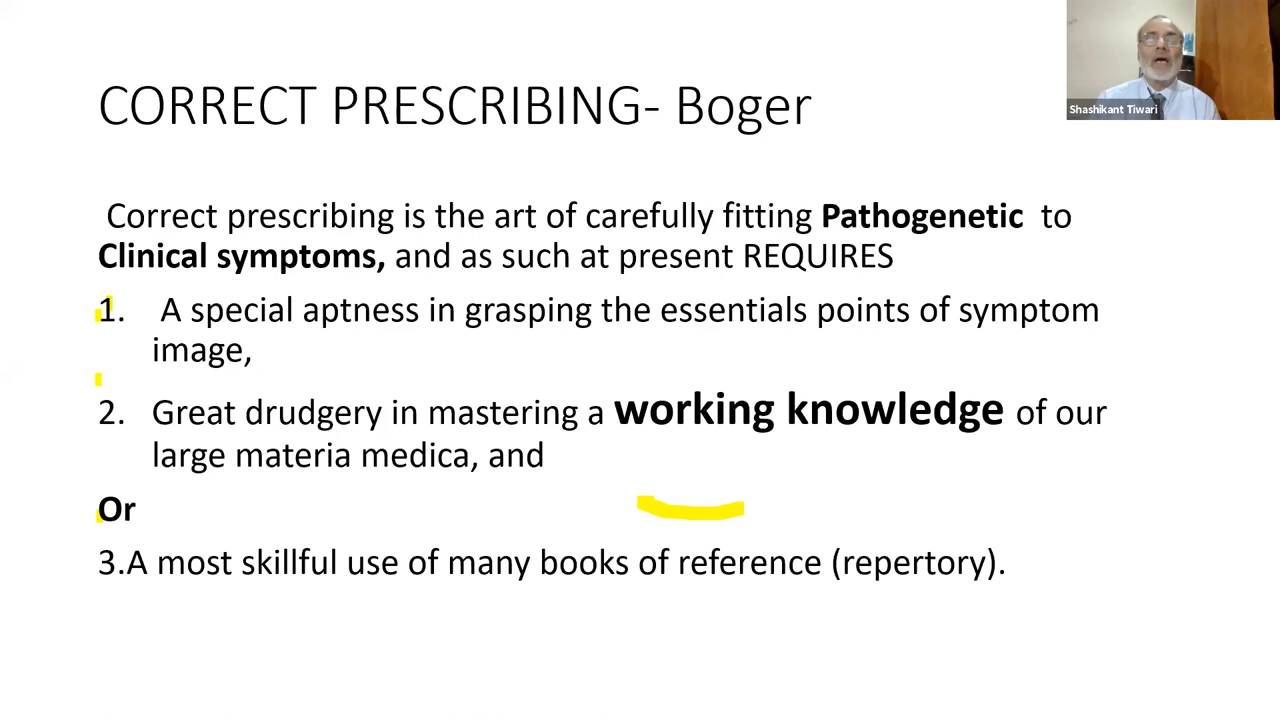 CORRECT PRESCRIBING- Boger
Shashikant Tiwari
Correct prescribing is the art of carefully fitting Pathogenetic to
Clinical symptoms, and as such at present REQUIRES
1. A special aptness in grasping the essentials points of symptom
image,
2. Great drudgery in mastering a working knowledge of our
large materia medica, and
Or
3.A most skillful use of many books of reference (repertory).